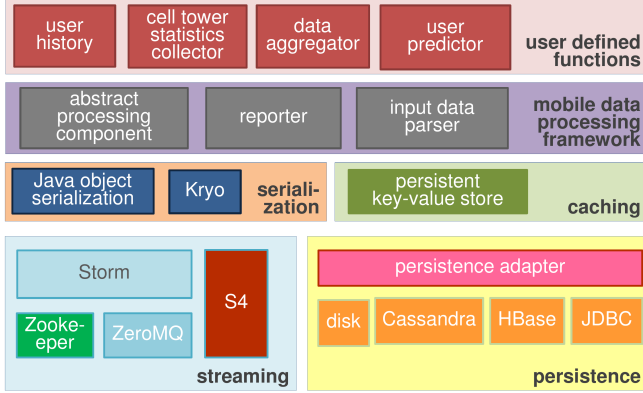 user
history
cell tower
statistics
collector
data
aggregator
user
predictor
user defined
functions
abstract
processing
component
reporter
input data
parser
mobile data
processing
framework
Java object
serialization
Kryo
seriali-
zation
persistent
key-value store
caching
Storm
S4
Zooke-
eper
ZeroMQ
streaming
persistence adapter
disk
Cassandra
HBase
JDBC
persistence